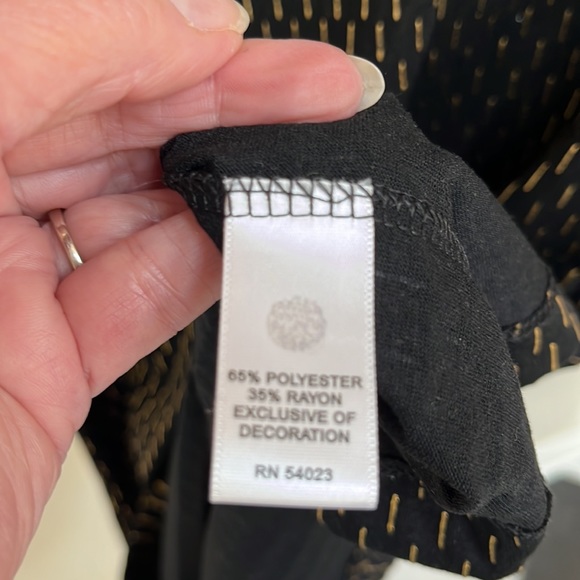 65% POLYESTER
35% RAYON
EXCLUSIVE OF
DECORATION
RN 54023